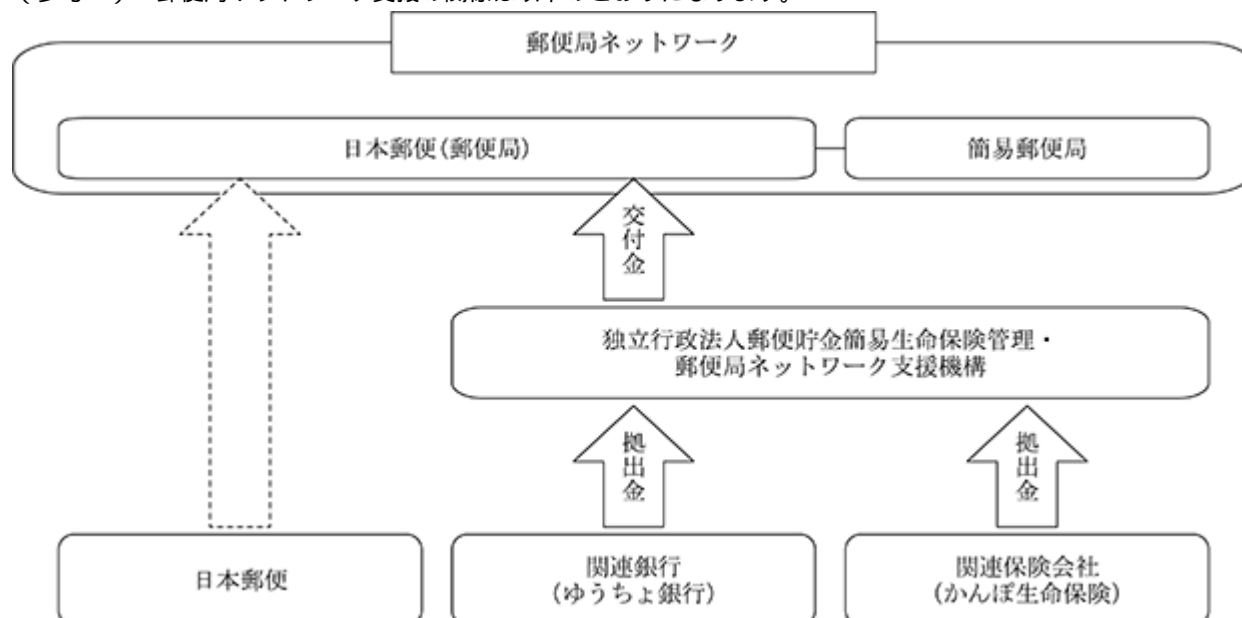 郵便局ネットワーク
日本郵便(郵便局)
簡易郵便局
交付金
独立行政法人郵便貯金簡易生命保険管理・
郵便局ネットワーク支援機構
拠出金
拠出金
日本郵便
関連銀行
(ゆうちょ銀行)
関連保険会社
(かんぽ生命保険)